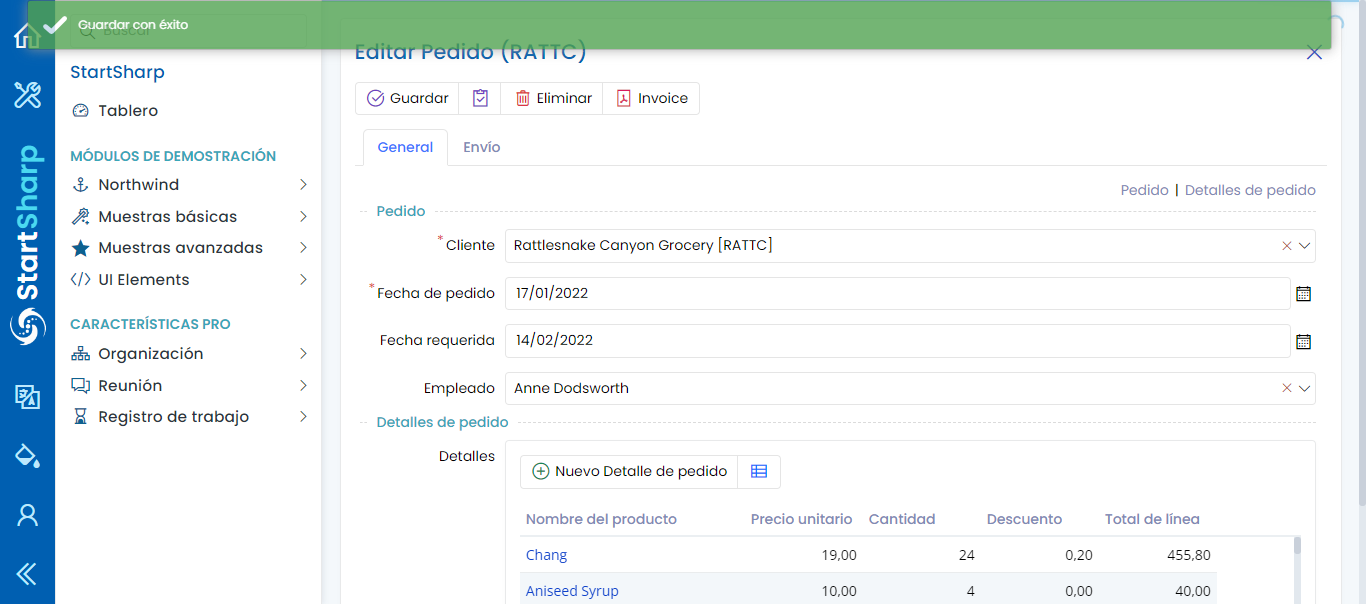 Guardar con éxito
Buscar
StartSharp
Tablero
MÓDULOS DE DEMOSTRACIÓN
Northwind
Muestras básicas
Muestras avanzadas
UI Elements
CARACTERÍSTICAS PRO
Organización
Reunión
Registro de trabajo
StartSharp
Editar Pedido (RATTC)
Guardar
Eliminar
Invoice
General
Envío
Pedido | Detalles de pedido
Pedido
* Cliente
Rattlesnake Canyon Grocery [RATTC]
* Fecha de pedido
17/01/2022
Fecha requerida
14/02/2022
Empleado
Anne Dodsworth
Detalles de pedido
Detalles
Nuevo Detalle de pedido
Nombre del producto Precio unitario Cantidad Descuento Total de línea
Chang 19,00 24 0,20 455,80
Aniseed Syrup 10,00 4 0,00 40,00